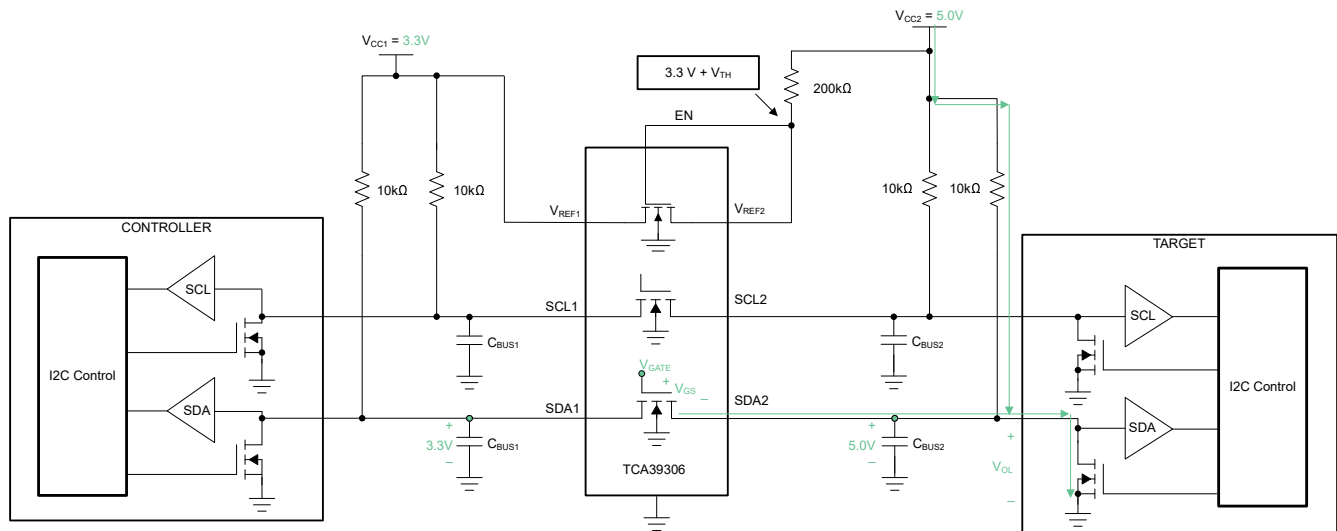 VCC2 = 5.0V
VCC1 = 3.3V
3.3 V + VTH
200kΩ
EN
10kΩ
10kΩ
10kΩ
10kΩ
VREF1
VREF2
CONTROLLER
TARGET
SCL
SCL1
SCL2
SCL
CBUS1
CBUS2
I2C Control
I2C Control
VGATE
+
VGS
–
SDA
SDA1
SDA2
SDA
+
3.3V
–
CBUS1
+
5.0V
–
CBUS2
+
VOL
–
TCA39306